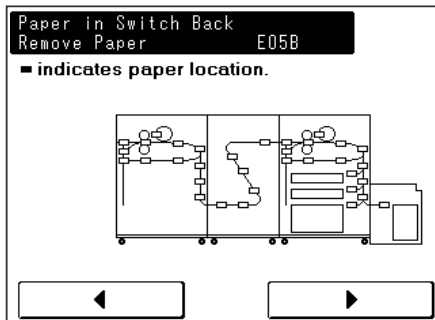 Paper in Switch Back
Remove Paper E05B
indicates paper location.